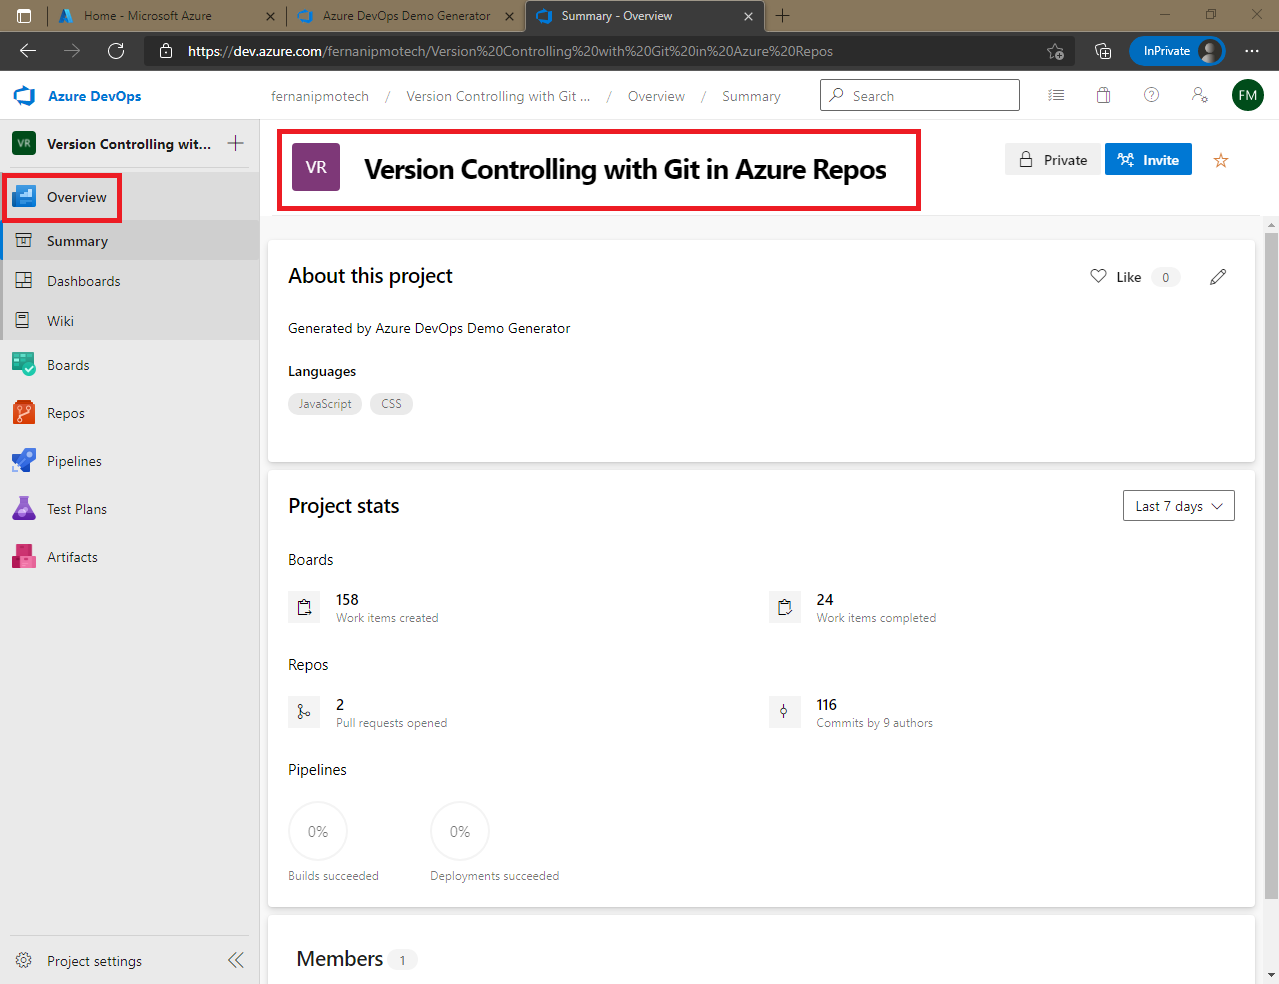 Home - Microsoft Azure
Azure DevOps Demo Generator
Summary - Overview
https://dev.azure.com/fernanipmotech/Version%20Controlling%20with%20Git%20in%20Azure%20Repos
InPrivate
Azure DevOps
fernanipmotech / Version Controlling with Git ... / Overview / Summary
Search
FM
VR
Version Controlling wit...
Overview
Summary
Dashboards
Wiki
Boards
Repos
Pipelines
Test Plans
Artifacts
Project settings
VR
Version Controlling with Git in Azure Repos
Private
Invite
About this project
Like 0
Generated by Azure DevOps Demo Generator
Languages
JavaScript
CSS
Project stats
Last 7 days
Boards
158
Work items created
24
Work items completed
Repos
2
Pull requests opened
116
Commits by 9 authors
Pipelines
0%
Builds succeeded
0%
Deployments succeeded
Members 1